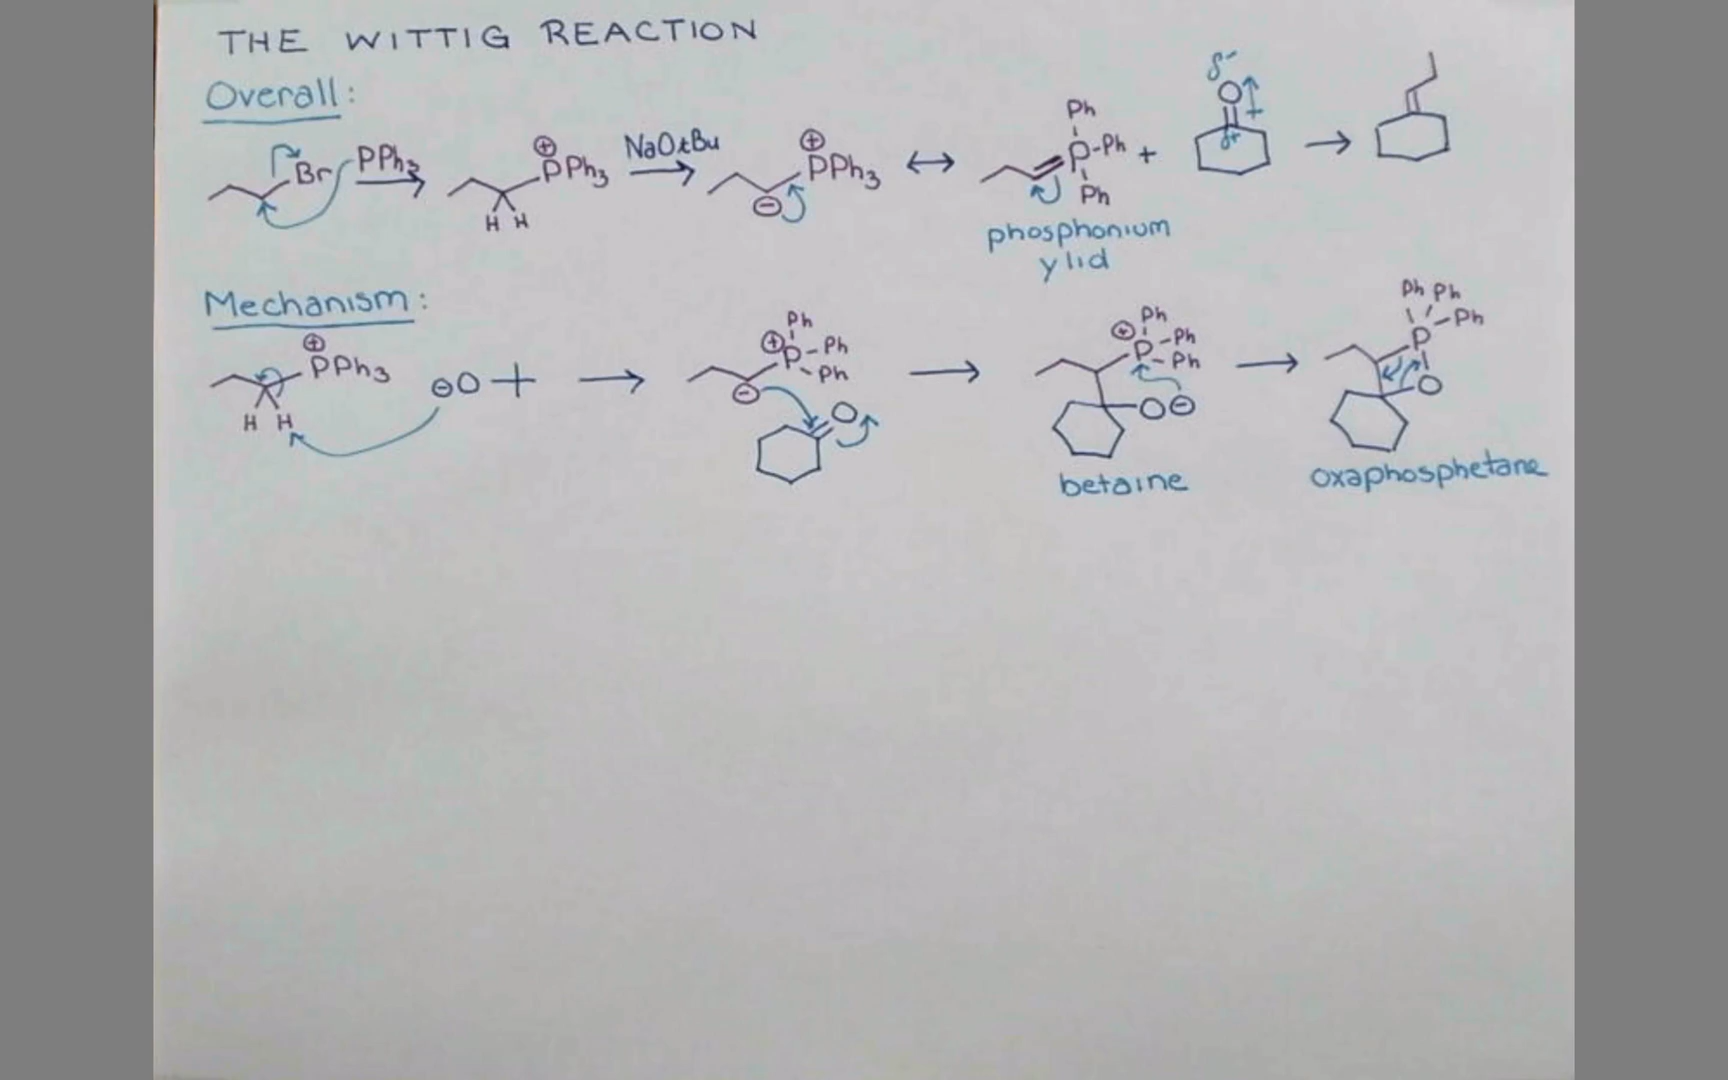 THE WITTIG REACTION
Overall:
Br PPh3
⊕
PPh3
H H
NaOtBu
⊕
PPh3
⊖
Ph
P-Ph
Ph
+
δ-
O
δ+
phosphonium
ylid
Mechanism:
⊕
PPh3
H H
⊖O
Ph
⊕P-Ph
Ph
⊖
O
Ph
⊕P-Ph
Ph
O⊖
betaine
Ph Ph
P-Ph
O
oxaphosphetane